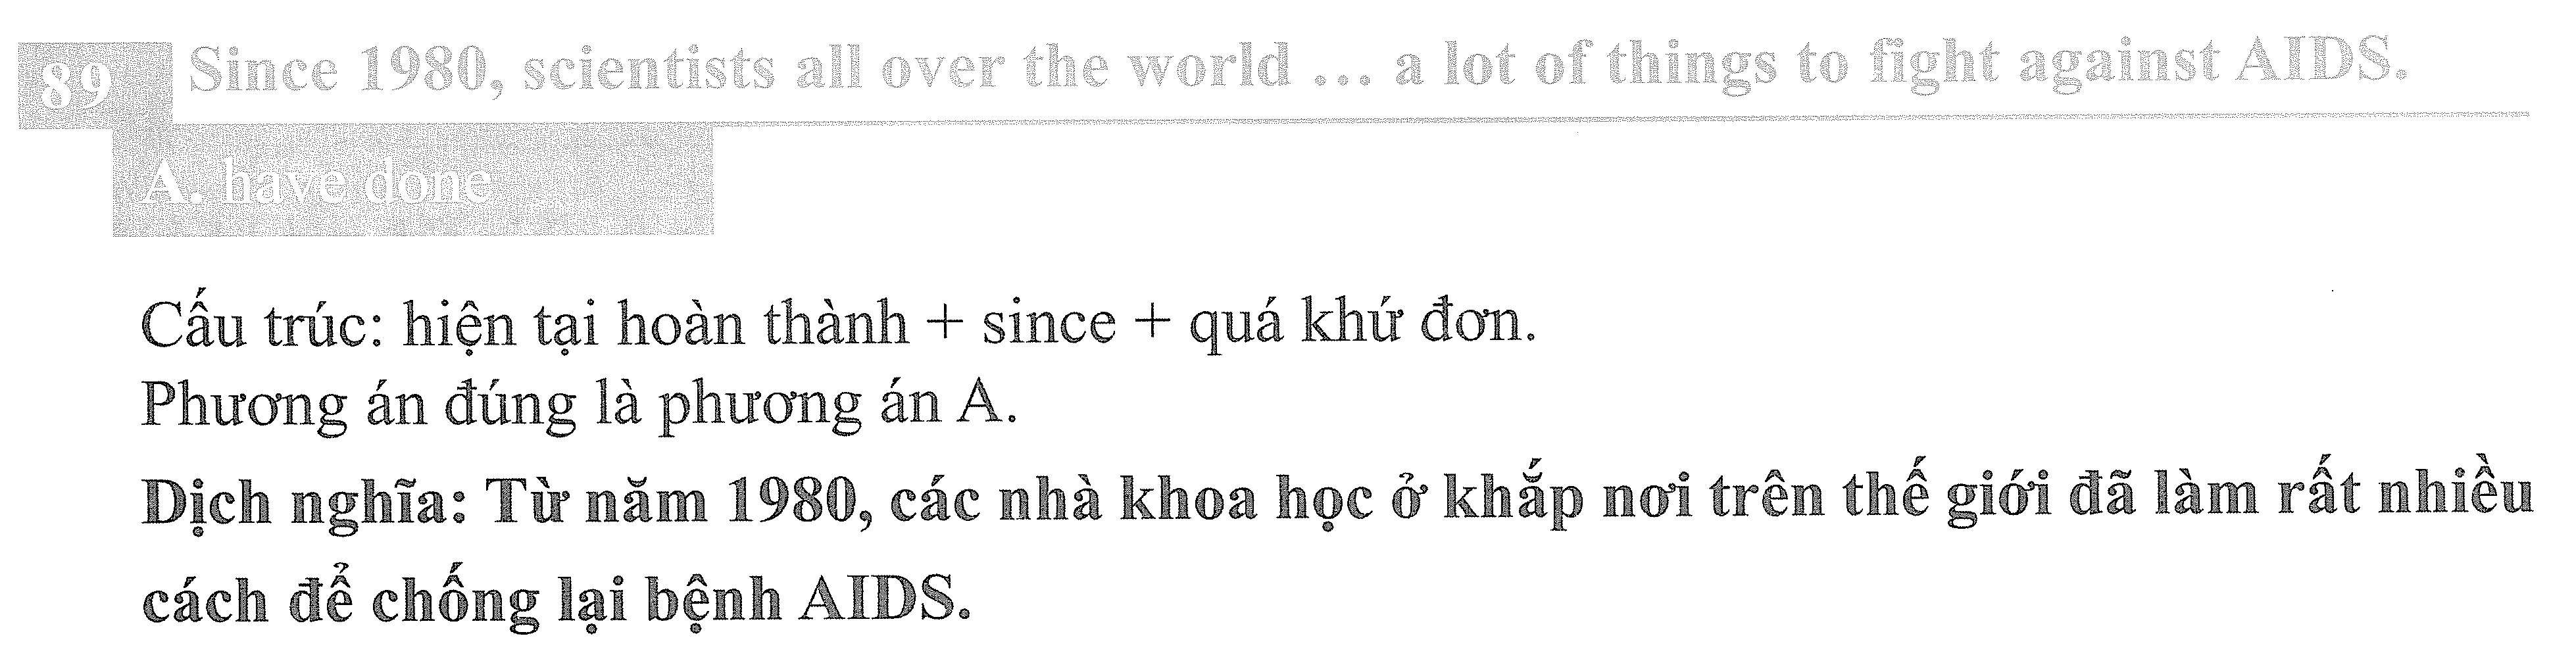 89 Since 1980, scientists all over the world ... a lot of things to fight against AIDS.
A. have done
Cấu trúc: hiện tại hoàn thành + since + quá khứ đơn.
Phương án đúng là phương án A.
Dịch nghĩa: Từ năm 1980, các nhà khoa học ở khắp nơi trên thế giới đã làm rất nhiều
cách để chống lại bệnh AIDS.